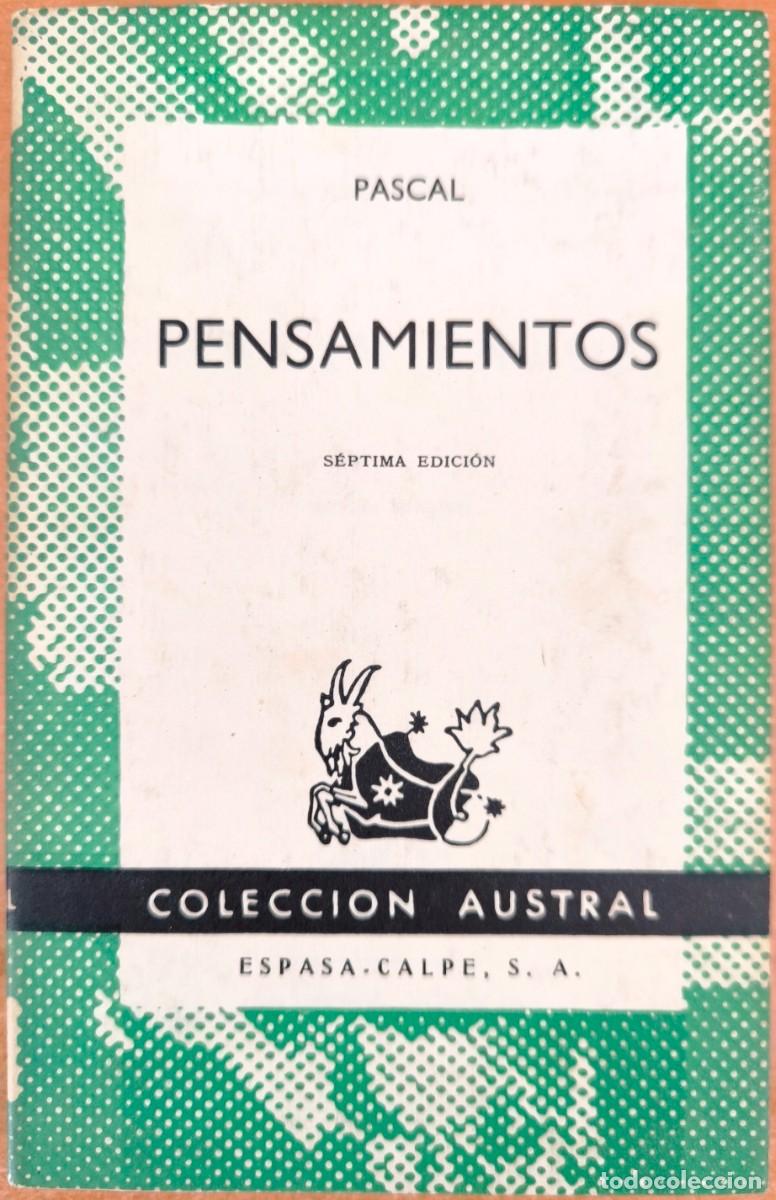 PASCAL
PENSAMIENTOS
SÉPTIMA EDICIÓN
COLECCION AUSTRAL
ESPASA-CALPE, S. A.
todocoleccion